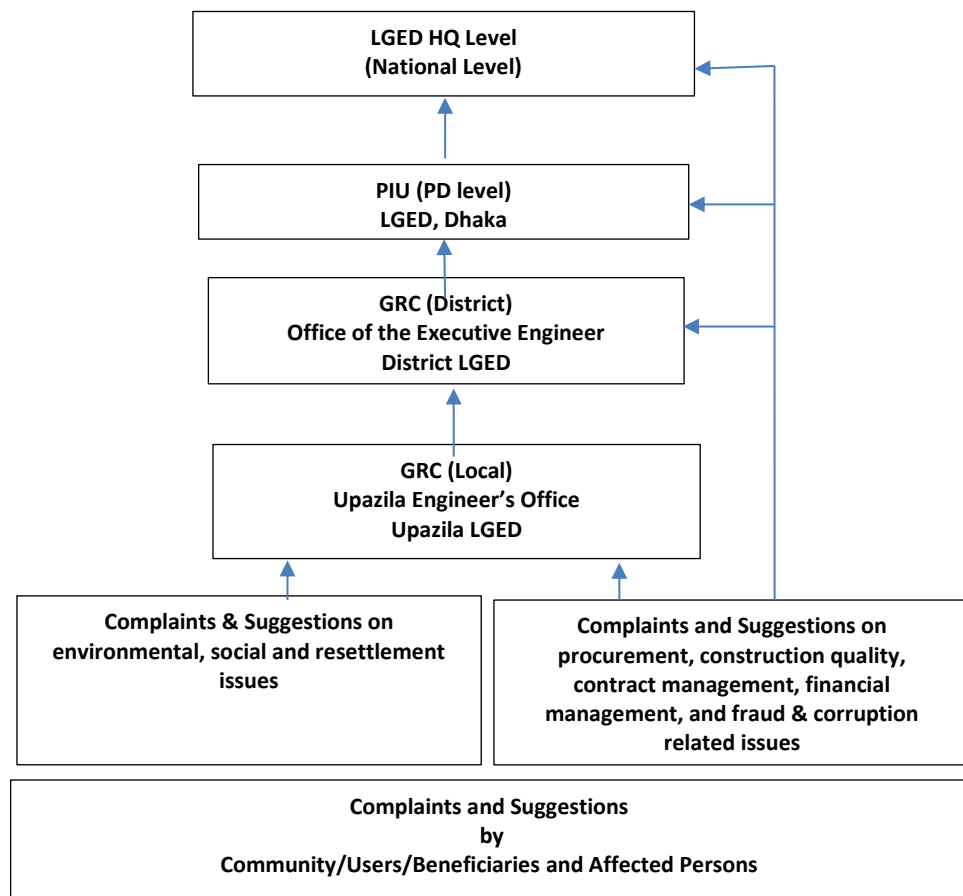 LGED HQ Level
(National Level)
PIU (PD level)
LGED, Dhaka
GRC (District)
Office of the Executive Engineer
District LGED
GRC (Local)
Upazila Engineer’s Office
Upazila LGED
Complaints & Suggestions on
environmental, social and resettlement
issues
Complaints and Suggestions on
procurement, construction quality,
contract management, financial
management, and fraud & corruption
related issues
Complaints and Suggestions
by
Community/Users/Beneficiaries and Affected Persons